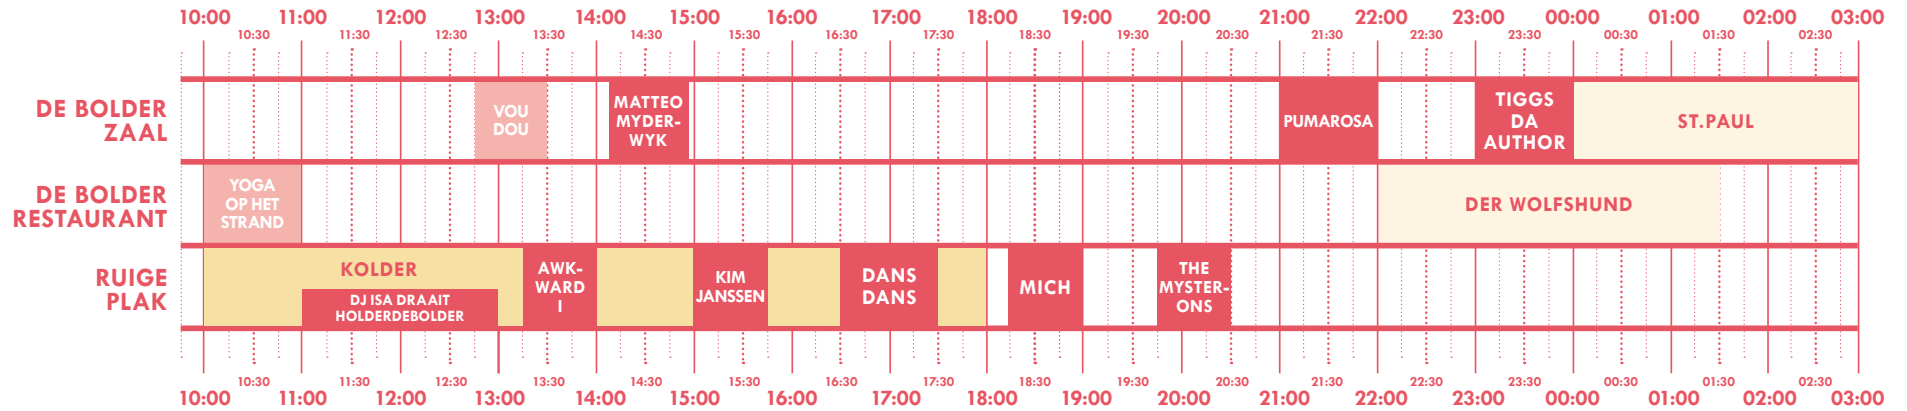 10:00 11:00 12:00 13:00 14:00 15:00 16:00 17:00 18:00 19:00 20:00 21:00 22:00 23:00 00:00 01:00 02:00 03:00
10:30 11:30 12:30 13:30 14:30 15:30 16:30 17:30 18:30 19:30 20:30 21:30 22:30 23:30 00:30 01:30 02:30
DE BOLDER
ZAAL
VOU
DOU
MATTEO
MYDER-
WYK
PUMAROSA
TIGGS
DA
AUTHOR
ST.PAUL
DE BOLDER
RESTAURANT
YOGA
OP HET
STRAND
DER WOLFSHUND
RUIGE
PLAK
KOLDER
DJ ISA DRAAIT
HOLDERDEBOLDER
AWK-
WARD
I
KIM
JANSSEN
DANS
DANS
MICH
THE
MYSTER-
ONS
10:30 11:30 12:30 13:30 14:30 15:30 16:30 17:30 18:30 19:30 20:30 21:30 22:30 23:30 00:30 01:30 02:30
10:00 11:00 12:00 13:00 14:00 15:00 16:00 17:00 18:00 19:00 20:00 21:00 22:00 23:00 00:00 01:00 02:00 03:00